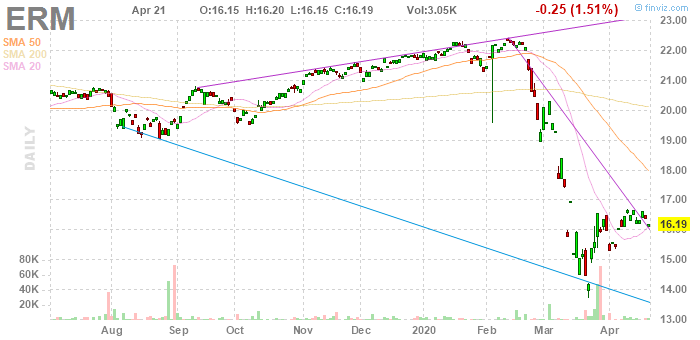 ERM
Apr 21 O:16.15 H:16.20 L:16.15 C:16.19 Vol:3.05K -0.25 (1.51%)
© finviz.com
SMA 50
SMA 200
SMA 20
DAILY
23.00
22.00
21.00
20.00
19.00
18.00
17.00
16.19
16.00
15.00
14.00
13.00
80K
60K
40K
20K
Aug Sep Oct Nov Dec 2020 Feb Mar Apr